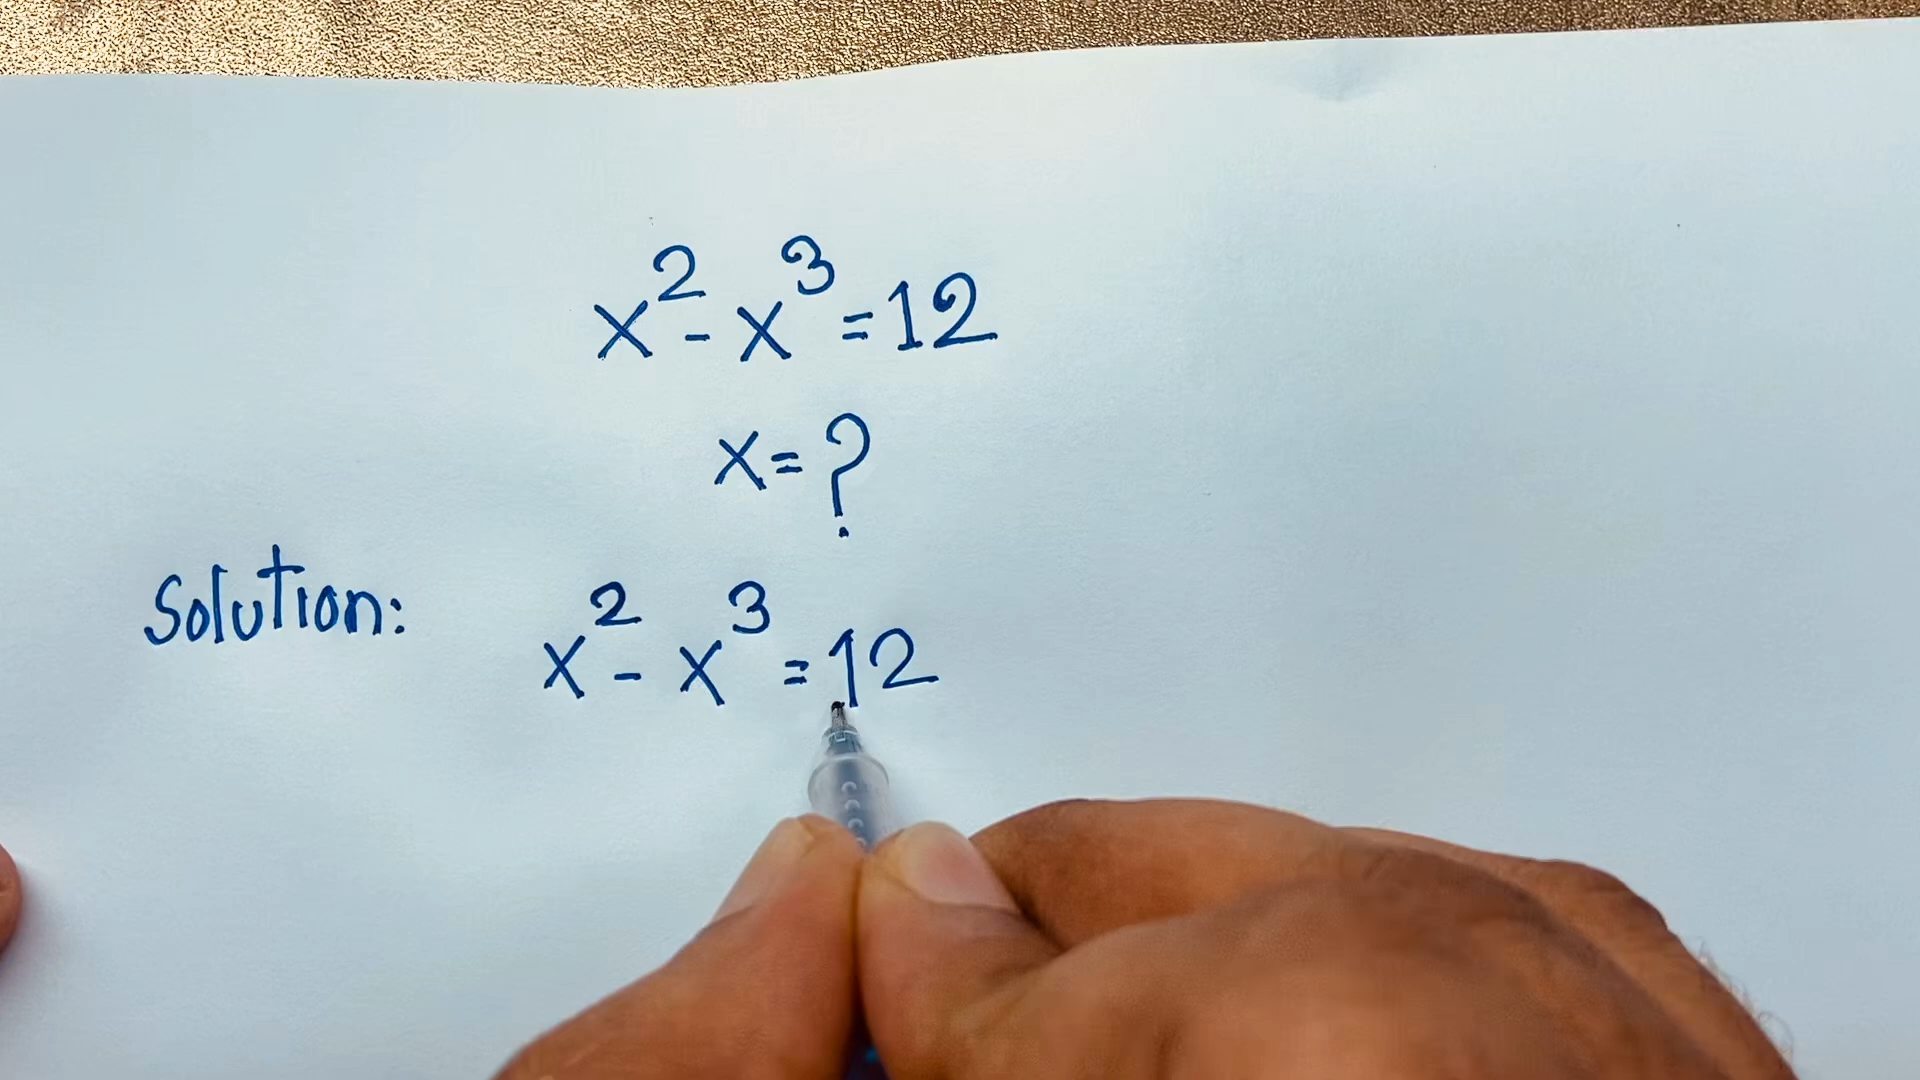 x² - x³ = 12
x = ?
Solution: x² - x³ = 12